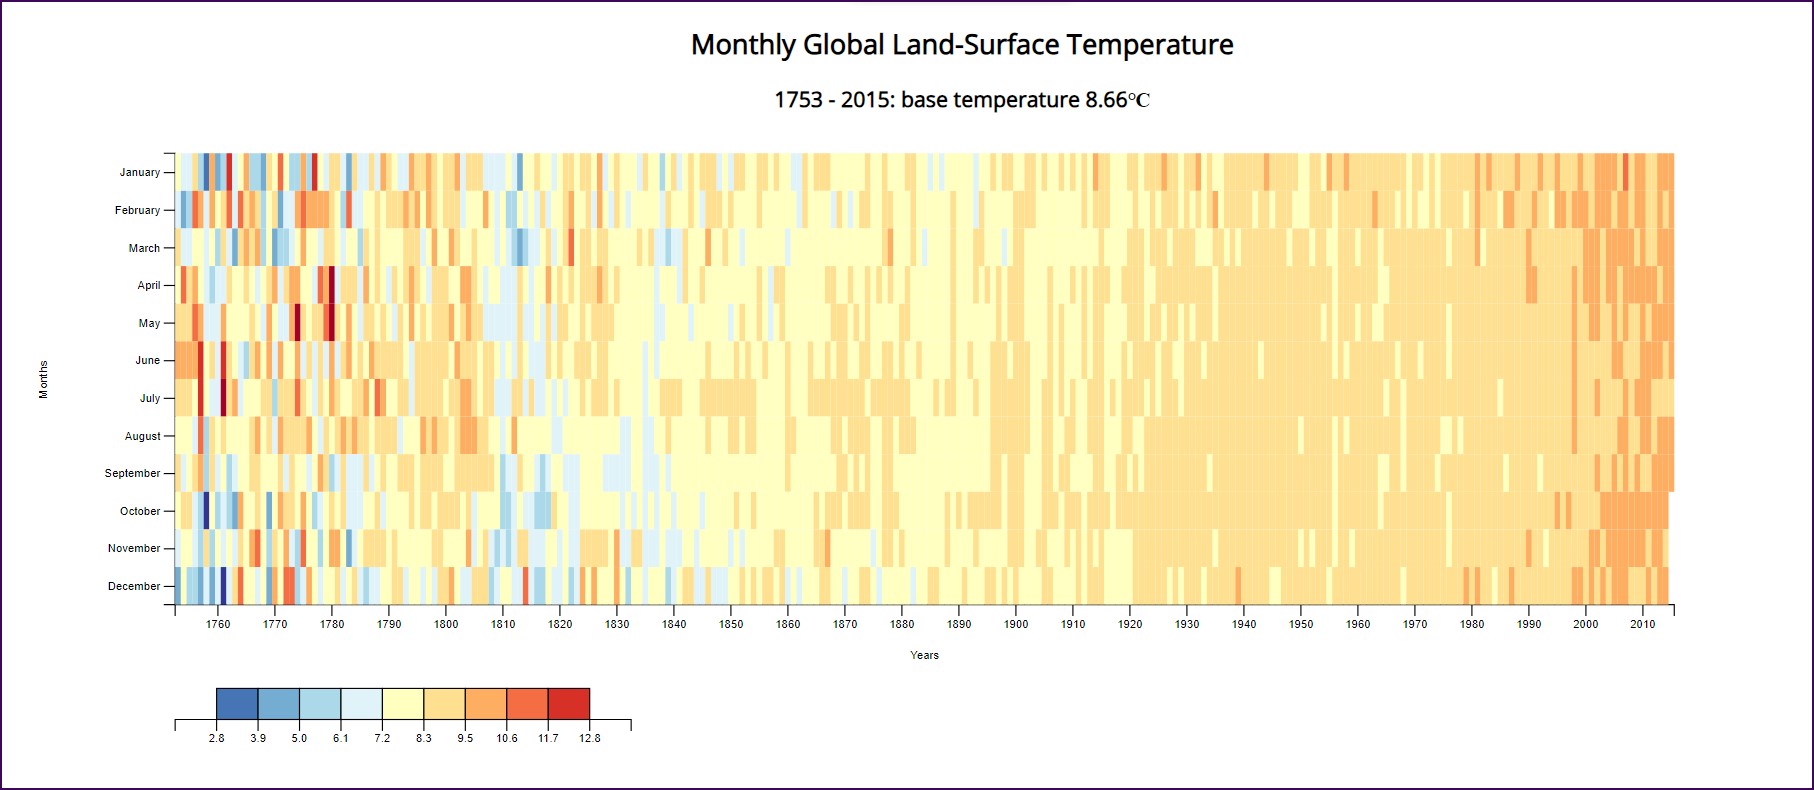 Monthly Global Land-Surface Temperature
1753 - 2015: base temperature 8.66℃
January
February
March
April
May
June
July
August
September
October
November
December
Months
1760 1770 1780 1790 1800 1810 1820 1830 1840 1850 1860 1870 1880 1890 1900 1910 1920 1930 1940 1950 1960 1970 1980 1990 2000 2010
Years
2.8 3.9 5.0 6.1 7.2 8.3 9.5 10.6 11.7 12.8